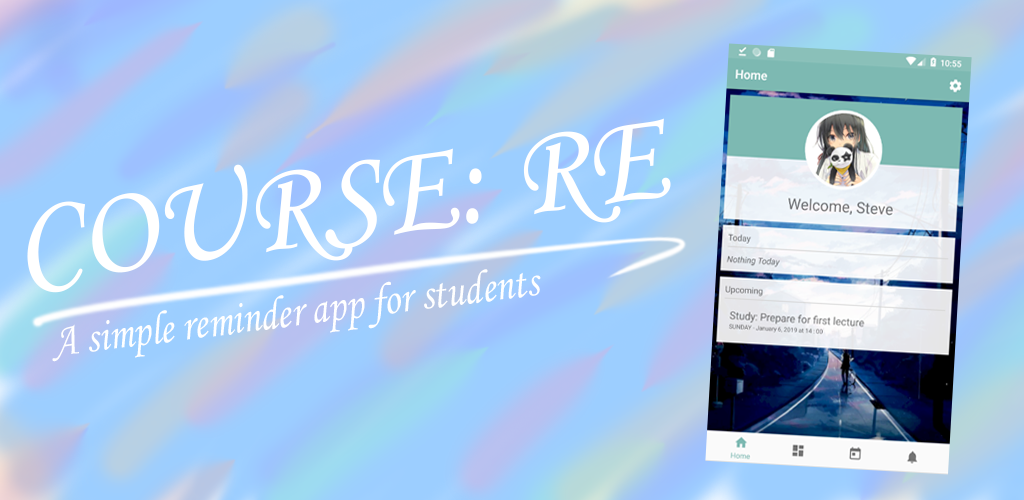 COURSE: RE
A simple reminder app for students
10:55
Home
Welcome, Steve
Today
Nothing Today
Upcoming
Study: Prepare for first lecture
SUNDAY - January 6, 2019 at 14 : 09
Home